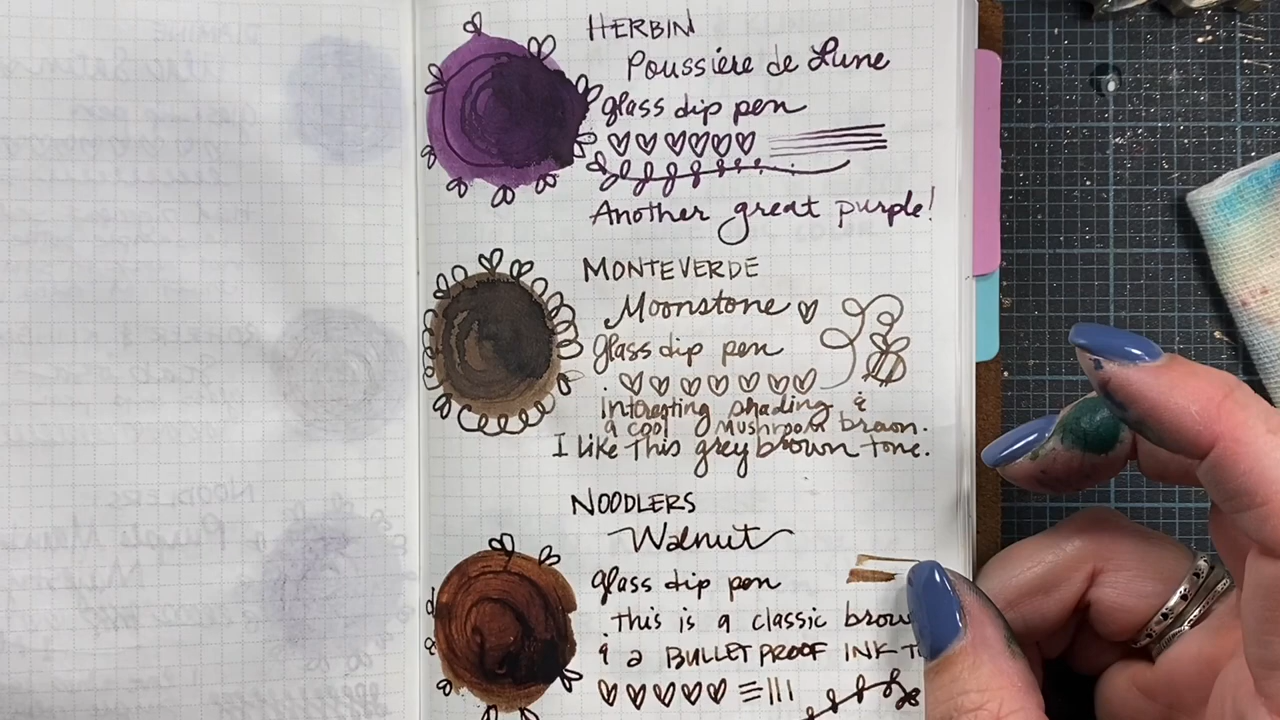 HERBIN
Poussière de Lune
glass dip pen
Another great purple!
MONTEVERDE
Moonstone
glass dip pen
Interesting shading &
a cool mushroom brown.
I like this grey brown tone.
NOODLERS
Walnut
glass dip pen
this is a classic brow
& a BULLETPROOF INK T
NOODLERS